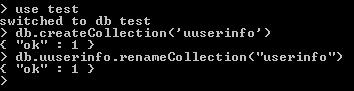 > use test
switched to db test
> db.createCollection('uuserinfo')
{ "ok" : 1 }
> db.uuserinfo.renameCollection("userinfo")
{ "ok" : 1 }
>